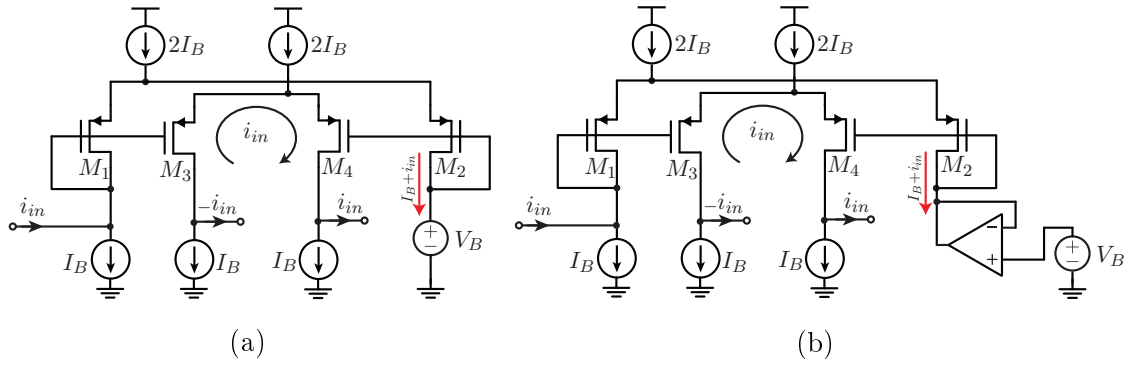 2I_B 2I_B
i_in
M_1 M_3 M_4 M_2
I_B+i_in
i_in -i_in i_in
I_B I_B I_B + − V_B
(a)
2I_B 2I_B
i_in
M_1 M_3 M_4 M_2
I_B+i_in
i_in -i_in i_in
I_B I_B I_B − + + − V_B
(b)